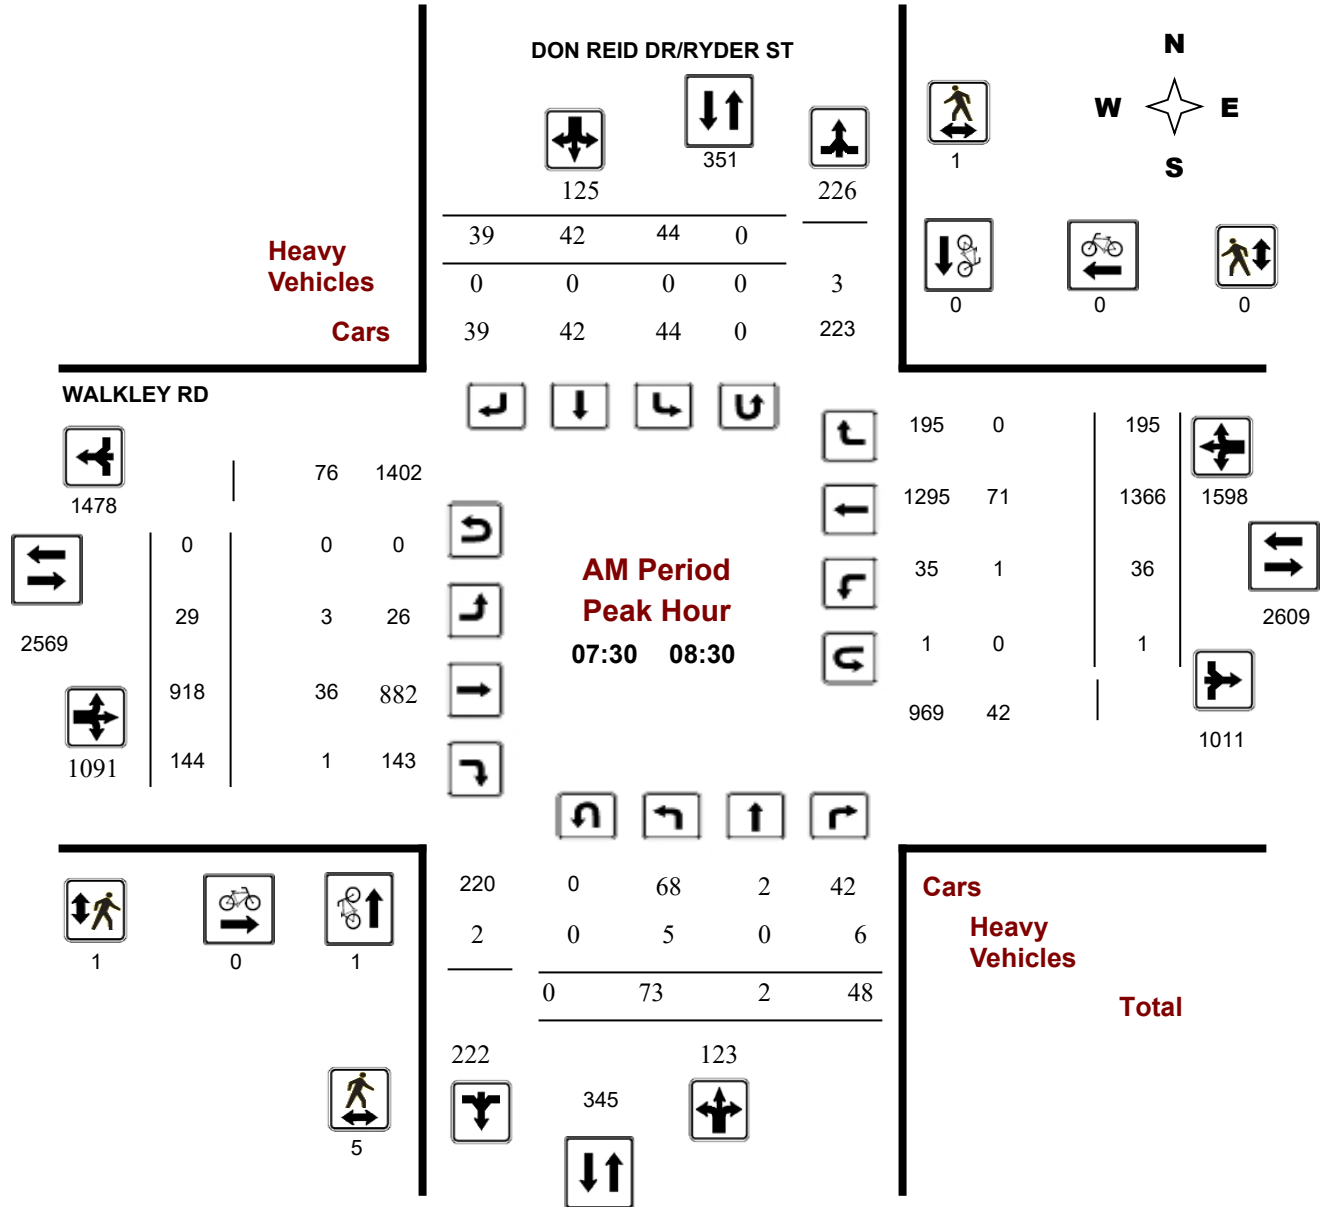 DON REID DR/RYDER ST
N
W E
S
351
125
226
1
39 42 44 0
Heavy
Vehicles
0 0 0 0 3
0 0 0
Cars
39 42 44 0 223
WALKLEY RD
195 0 195
76 1402
1478
1295 71 1366 1598
0 0 0
AM Period
35 1 36
Peak Hour
29 3 26
2609
2569
07:30 08:30
1 0 1
918 36 882
969 42
1011
1091
144 1 143
220 0 68 2 42
Cars
2 0 5 0 6
Heavy
Vehicles
1 0 1
0 73 2 48
Total
222 123
345
5